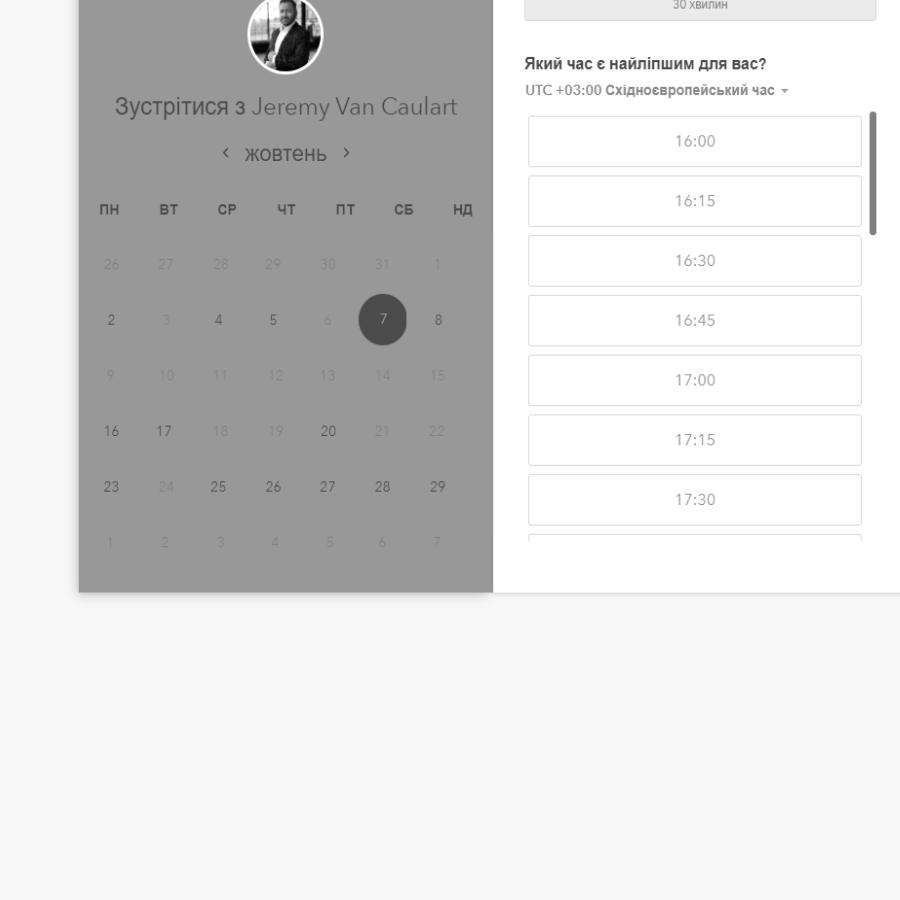 Зустрітися з Jeremy Van Caulart
жовтень
ПН ВТ СР ЧТ ПТ СБ НД
26 27 28 29 30 31 1
2 3 4 5 6 7 8
9 10 11 12 13 14 15
16 17 18 19 20 21 22
23 24 25 26 27 28 29
1 2 3 4 5 6 7
30 хвилин
Який час є найліпшим для вас?
UTC +03:00 Східноєвропейський час
16:00
16:15
16:30
16:45
17:00
17:15
17:30